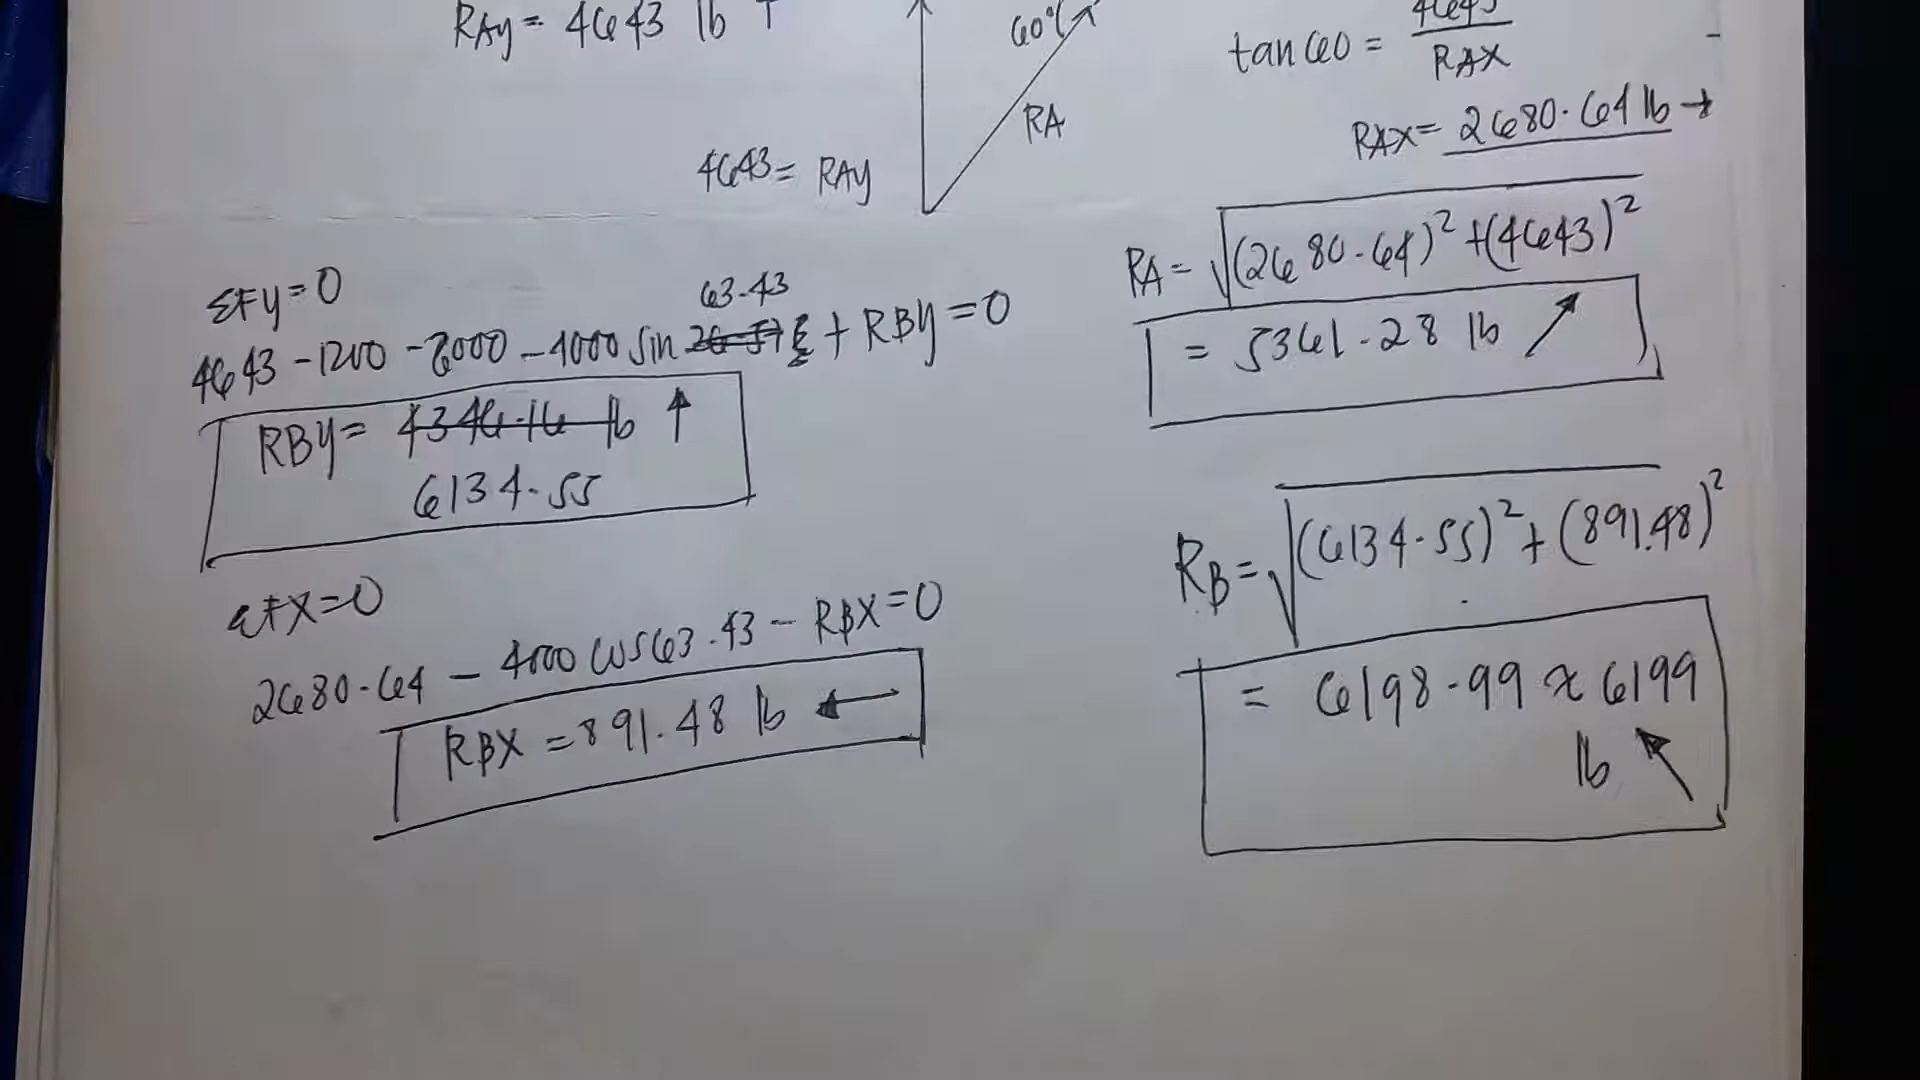 RAy = 4643 lb ↑
60°
tan 60 = 4643 / RAX
RA
RAX = 2680.64 lb →
4643 = RAY
RA = √(2680.64)² + (4643)²
= 5361.28 lb ↗
ΣFY = 0
63.43
4643 - 1200 - 6000 - 4000 sin 26.57 + RBY = 0
RBY = 4346.16 lb ↑
6134.55
ΣFX = 0
2680.64 - 4000 cos 63.43 - RBX = 0
RBX = 891.48 lb ←
RB = √(6134.55)² + (891.48)²
= 6198.99 ≈ 6199
lb ↖